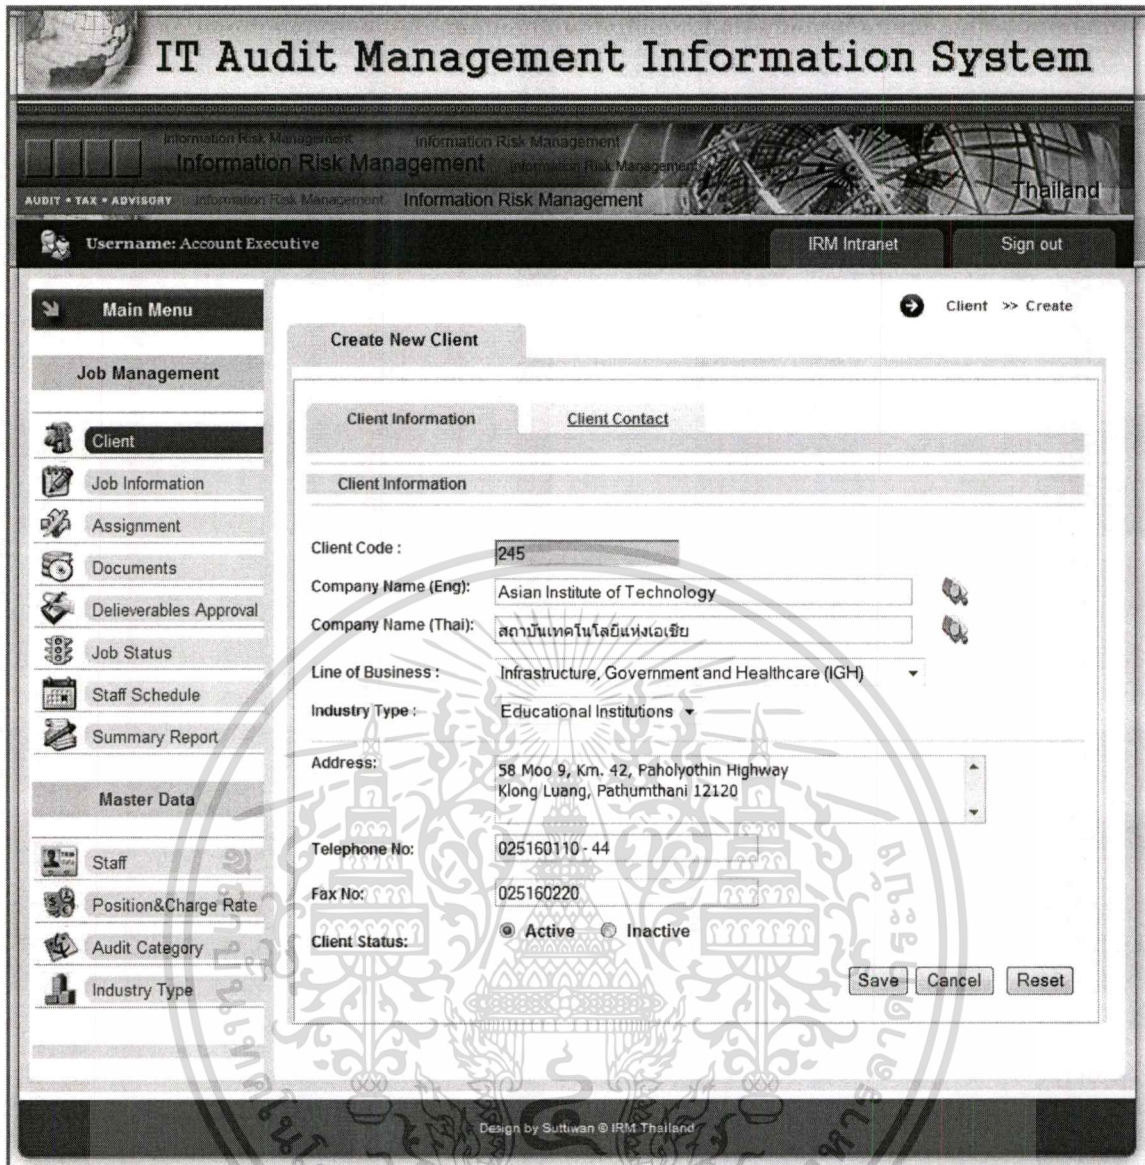 IT Audit Management Information System
Information Risk Management
Information Risk Management
Information Risk Management
Information Risk Management
AUDIT • TAX • ADVISORY
Information Risk Management
Information Risk Management
Thailand
Username: Account Executive
IRM Intranet
Sign out
Main Menu
Client >> Create
Create New Client
Job Management
Client Information
Client Contact
Client
Job Information
Client Information
Assignment
Documents
Client Code :
245
Delieverables Approval
Company Name (Eng):
Asian Institute of Technology
Company Name (Thai):
สถาบันเทคโนโลยีแห่งเอเชีย
Job Status
Line of Business :
Infrastructure, Government and Healthcare (IGH)
Staff Schedule
Industry Type :
Educational Institutions
Summary Report
Address:
58 Moo 9, Km. 42, Paholyothin Highway
Klong Luang, Pathumthani 12120
Master Data
Telephone No:
025160110 - 44
Staff
Fax No:
025160220
Position&Charge Rate
Client Status:
Active
Inactive
Audit Category
Industry Type
Save
Cancel
Reset
Design by Suttiwan © IRM Thailand